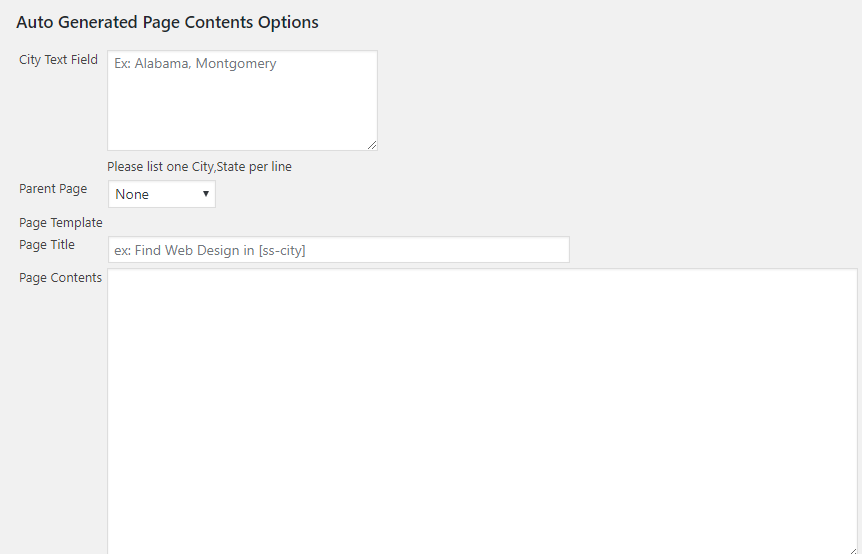 Auto Generated Page Contents Options
City Text Field
Ex: Alabama, Montgomery
Please list one City,State per line
Parent Page
None
Page Template
Page Title
ex: Find Web Design in [ss-city]
Page Contents